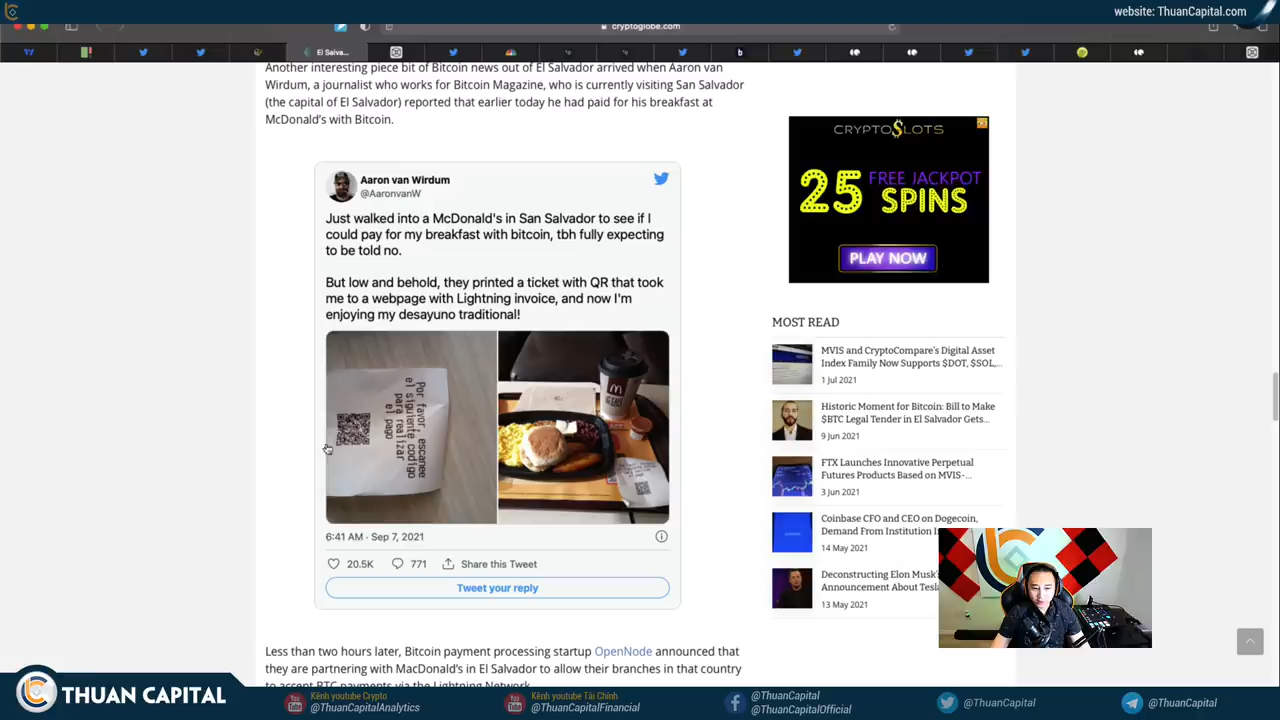 website: ThuanCapital.com
cryptoglobe.com
El Salva...
Another interesting piece bit of Bitcoin news out of El Salvador arrived when Aaron van
Wirdum, a journalist who works for Bitcoin Magazine, who is currently visiting San Salvador
(the capital of El Salvador) reported that earlier today he had paid for his breakfast at
McDonald's with Bitcoin.
Aaron van Wirdum
@AaronvanW
Just walked into a McDonald's in San Salvador to see if I
could pay for my breakfast with bitcoin, tbh fully expecting
to be told no.
But low and behold, they printed a ticket with QR that took
me to a webpage with Lightning invoice, and now I'm
enjoying my desayuno traditional!
Por favor, escanee
el siguiente codigo
para realizar
el pago
6:41 AM · Sep 7, 2021
20.5K
771
Share this Tweet
Tweet your reply
Less than two hours later, Bitcoin payment processing startup OpenNode announced that
they are partnering with MacDonald's in El Salvador to allow their branches in that country
to accept BTC payments via the Lightning Network.
CRYPTOSLOTS
25 FREE JACKPOT
SPINS
PLAY NOW
MOST READ
MVIS and CryptoCompare's Digital Asset
Index Family Now Supports $DOT, $SOL,...
1 Jul 2021
Historic Moment for Bitcoin: Bill to Make
$BTC Legal Tender in El Salvador Gets...
9 Jun 2021
FTX Launches Innovative Perpetual
Futures Products Based on MVIS-...
3 Jun 2021
Coinbase CFO and CEO on Dogecoin,
Demand From Institution
14 May 2021
Deconstructing Elon Musk'
Announcement About Tesl
13 May 2021
THUAN CAPITAL
Kênh youtube Crypto
@ThuanCapitalAnalytics
Kênh youtube Tài Chính
@ThuanCapitalFinancial
@ThuanCapital
@ThuanCapitalOfficial
@ThuanCapital
@ThuanCapital